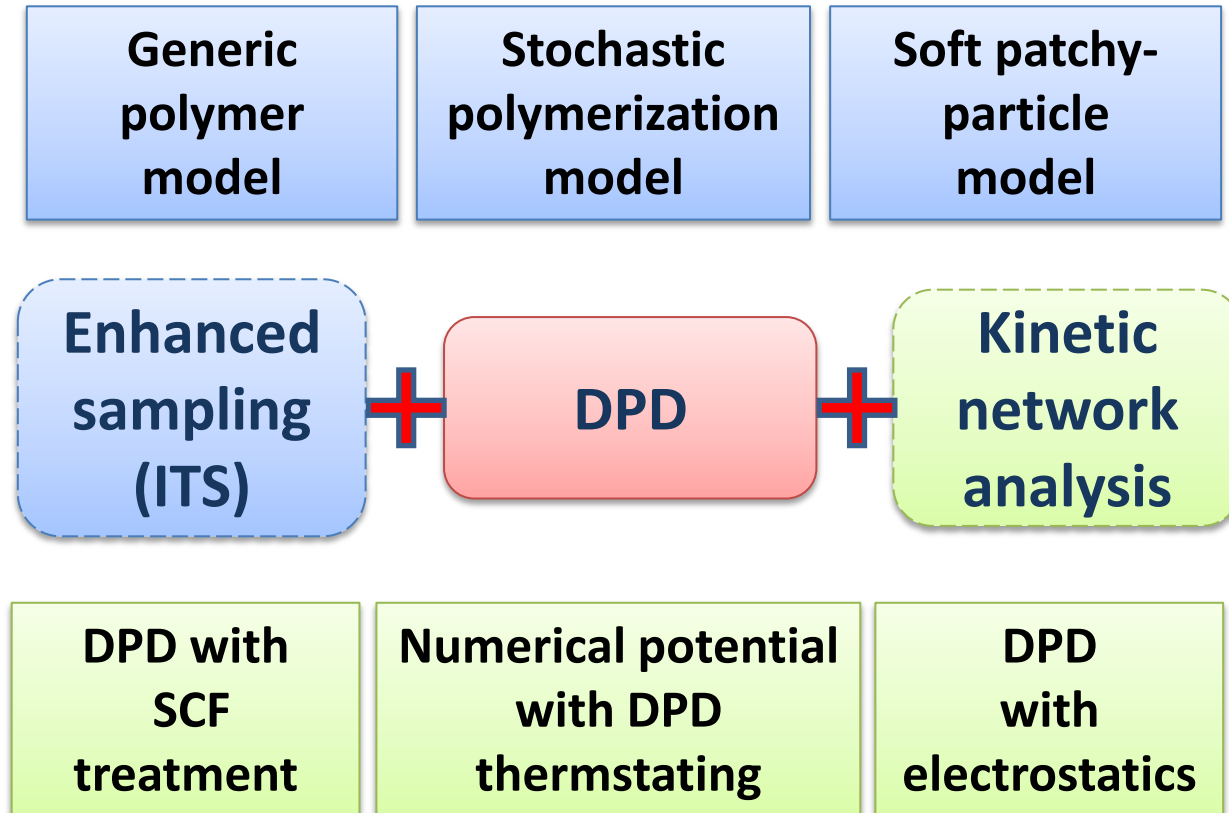 Generic
polymer
model
Stochastic
polymerization
model
Soft patchy-
particle
model
Enhanced
sampling
(ITS)
DPD
Kinetic
network
analysis
DPD with
SCF
treatment
Numerical potential
with DPD
thermstating
DPD
with
electrostatics